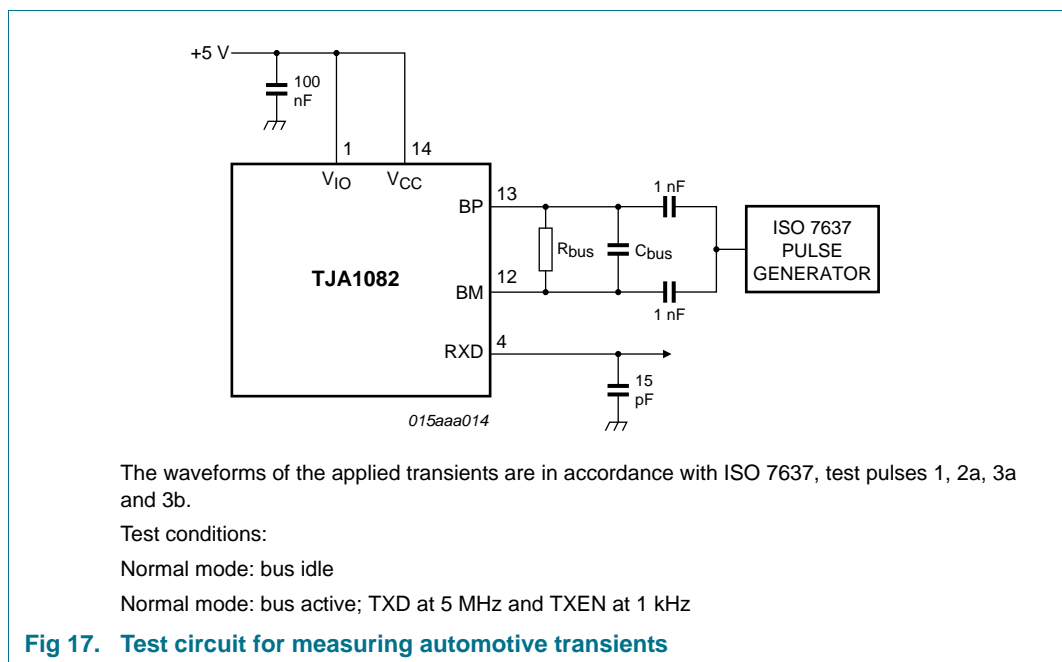 +5 V
100
nF
1
14
VIO
VCC
BP
13
1 nF
Rbus
Cbus
ISO 7637
PULSE
GENERATOR
TJA1082
12
BM
1 nF
RXD
4
15
pF
015aaa014
The waveforms of the applied transients are in accordance with ISO 7637, test pulses 1, 2a, 3a
and 3b.
Test conditions:
Normal mode: bus idle
Normal mode: bus active; TXD at 5 MHz and TXEN at 1 kHz
Fig 17. Test circuit for measuring automotive transients